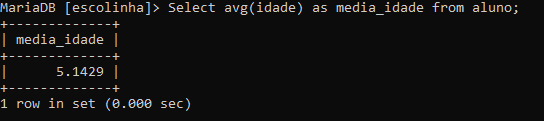 MariaDB [escolinha]> Select avg(idade) as media_idade from aluno;
+-------------+
| media_idade |
+-------------+
|      5.1429 |
+-------------+
1 row in set (0.000 sec)